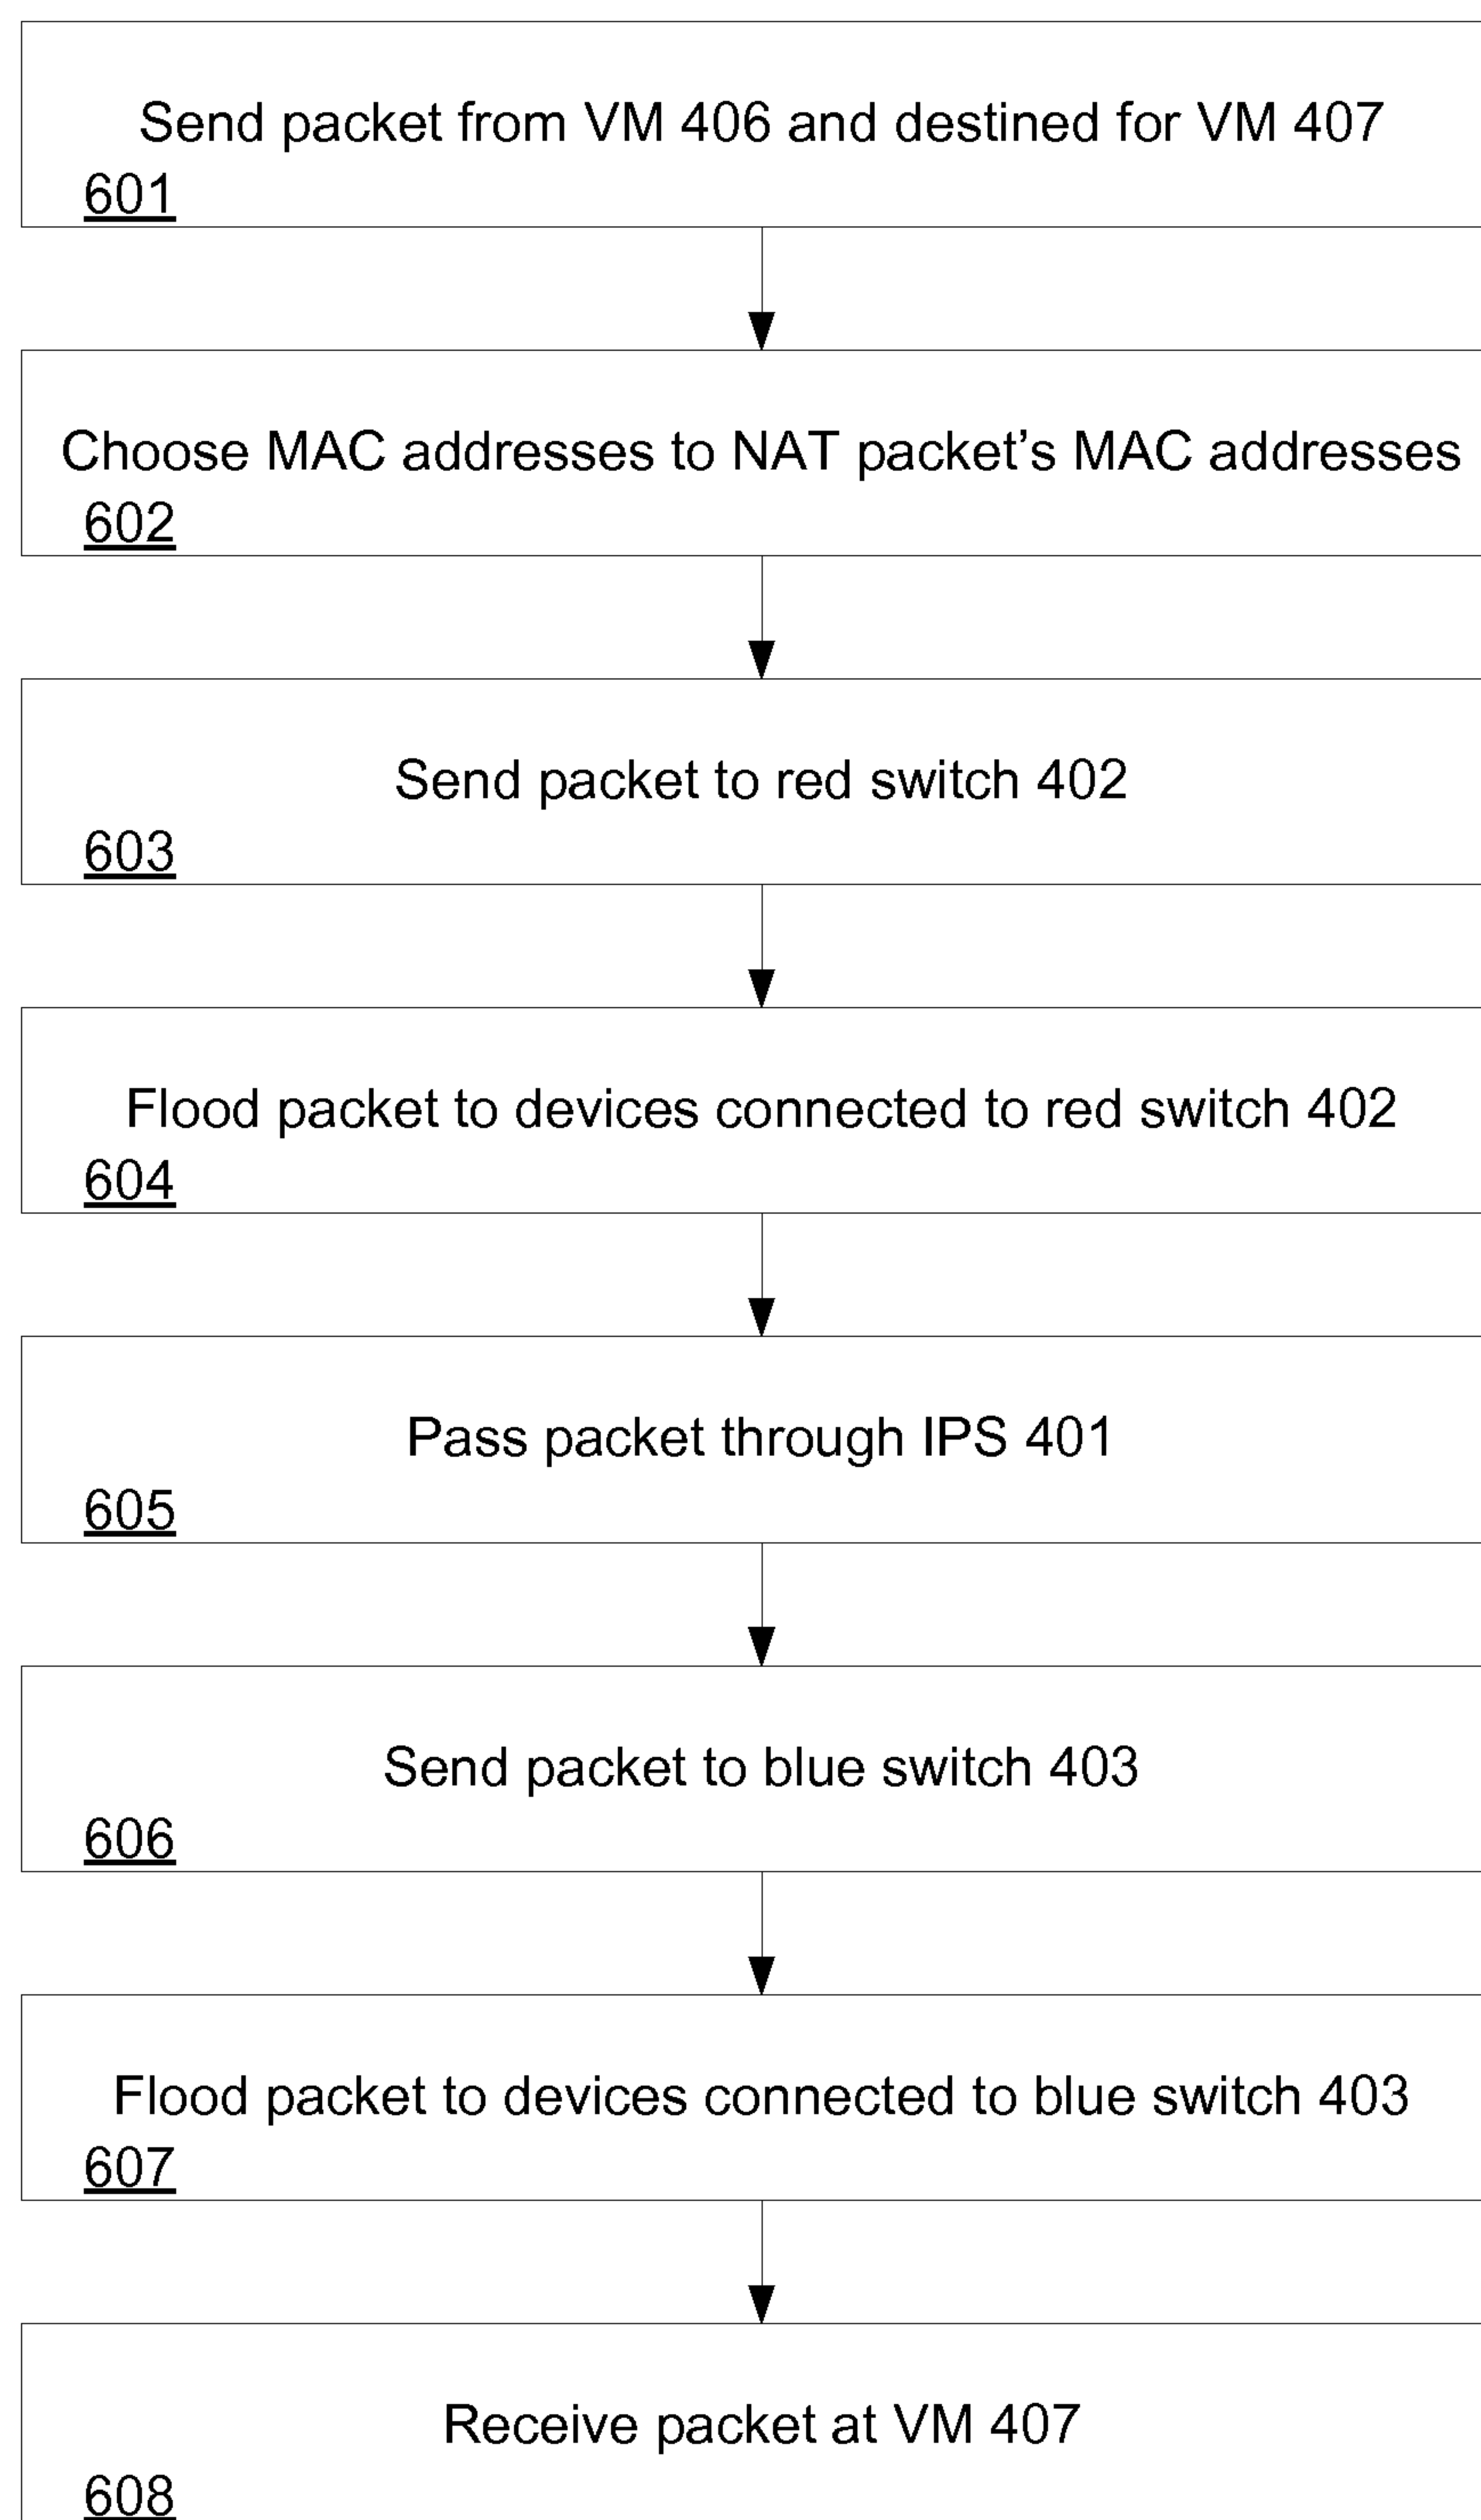 Send packet from VM 406 and destined for VM 407
601
Choose MAC addresses to NAT packet’s MAC addresses
602
Send packet to red switch 402
603
Flood packet to devices connected to red switch 402
604
Pass packet through IPS 401
605
Send packet to blue switch 403
606
Flood packet to devices connected to blue switch 403
607
Receive packet at VM 407
608